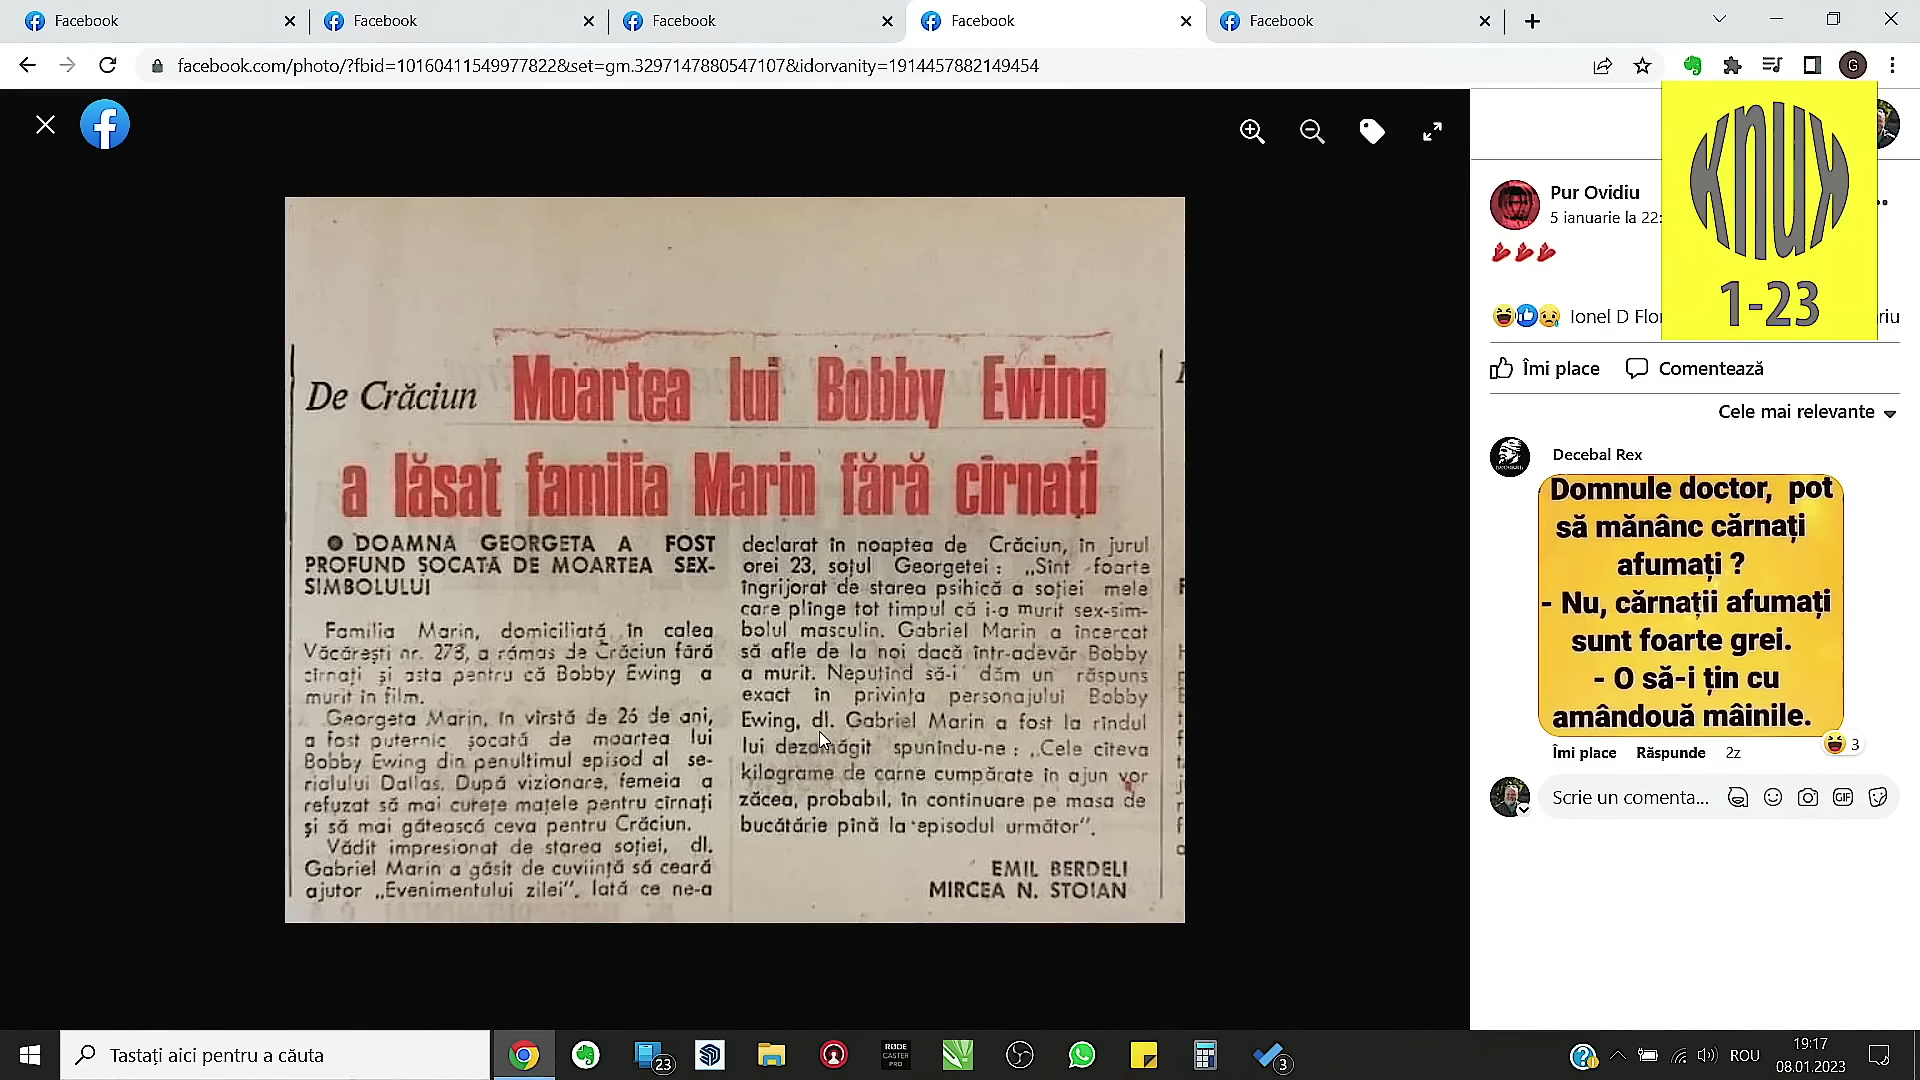 Facebook
Facebook
Facebook
Facebook
Facebook
facebook.com/photo/?fbid=10160411549977822&set=gm.3297147880547107&idorvanity=1914457882149454
G
De Crăciun Moartea lui Bobby Ewing
a lăsat familia Marin fără cîrnați
● DOAMNA GEORGETA A FOST
PROFUND ȘOCATĂ DE MOARTEA SEX-
SIMBOLULUI
Familia Marin, domiciliată în calea
Văcărești nr. 278, a rămas de Crăciun fără
cîrnați și asta pentru că Bobby Ewing a
murit în film.
Georgeta Marin, în vîrstă de 26 de ani,
a fost puternic șocată de moartea lui
Bobby Ewing din penultimul episod al se-
rialului Dallas. După vizionare, femeia a
refuzat să mai curețe mațele pentru cîrnați
și să mai gătească ceva pentru Crăciun.
Vădit impresionat de starea soției, dl.
Gabriel Marin a găsit de cuviință să ceară
ajutor „Evenimentului zilei". Iată ce ne-a
declarat în noaptea de Crăciun, în jurul
orei 23, soțul Georgetei : „Sînt foarte
îngrijorat de starea psihică a soției mele
care plînge tot timpul că i-a murit sex-sim-
bolul masculin. Gabriel Marin a încercat
să afle de la noi dacă într-adevăr Bobby
a murit. Neputînd să-i dăm un răspuns
exact în privința personajului Bobby
Ewing, dl. Gabriel Marin a fost la rîndul
lui dezamăgit spunîndu-ne : „Cele cîteva
kilograme de carne cumpărate în ajun vor
zăcea, probabil, în continuare pe masa de
bucătărie pînă la episodul următor".
EMIL BERDELI
MIRCEA N. STOIAN
Pur Ovidiu
5 ianuarie la 22:
knuk
1-23
Ionel D Flor
riu
Îmi place
Comentează
Cele mai relevante
Decebal Rex
Domnule doctor, pot
să mănânc cărnați
afumați ?
- Nu, cărnații afumați
sunt foarte grei.
- O să-i țin cu
amândouă mâinile.
Îmi place Răspunde 2z
3
Scrie un comenta...
GIF
Tastați aici pentru a căuta
23
RØDE
CASTER
PRO
3
ROU
19:17
08.01.2023